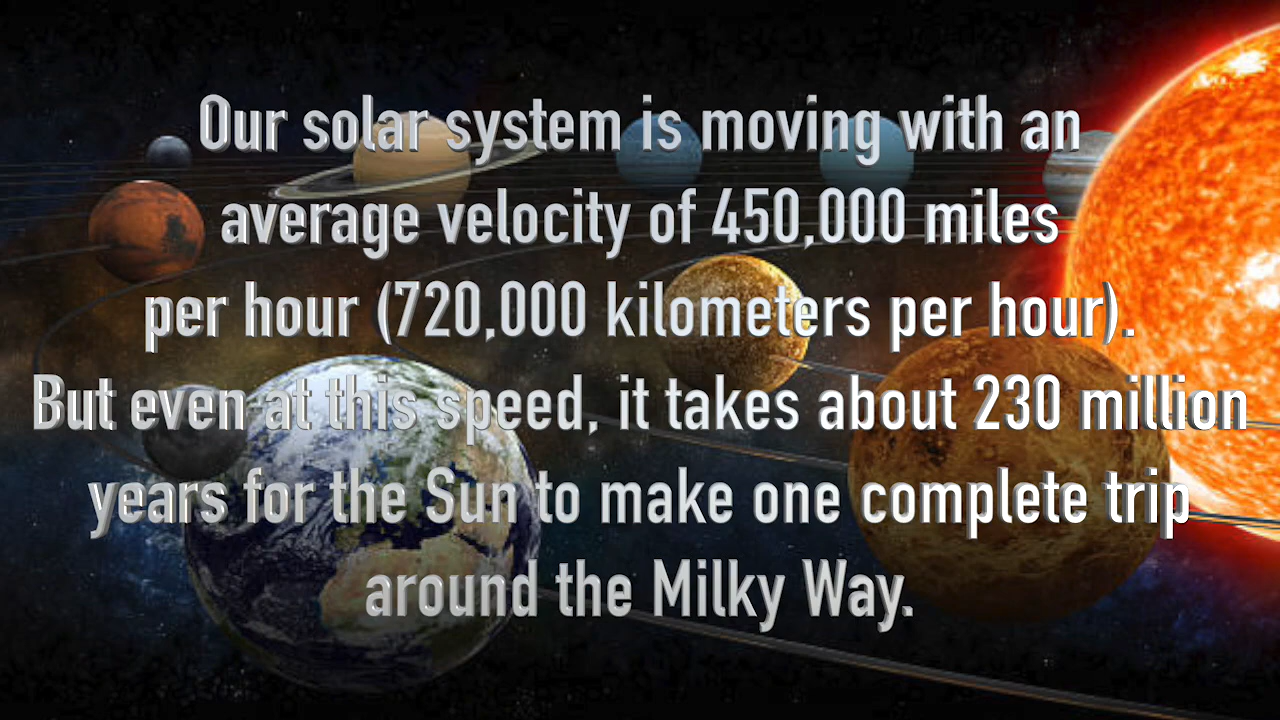 Our solar system is moving with an
average velocity of 450,000 miles
per hour (720,000 kilometers per hour).
But even at this speed, it takes about 230 million
years for the Sun to make one complete trip
around the Milky Way.